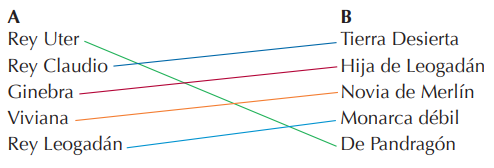 A B
Rey Uter Tierra Desierta
Rey Claudio Hija de Leogadán
Ginebra Novia de Merlín
Viviana Monarca débil
Rey Leogadán De Pandragón